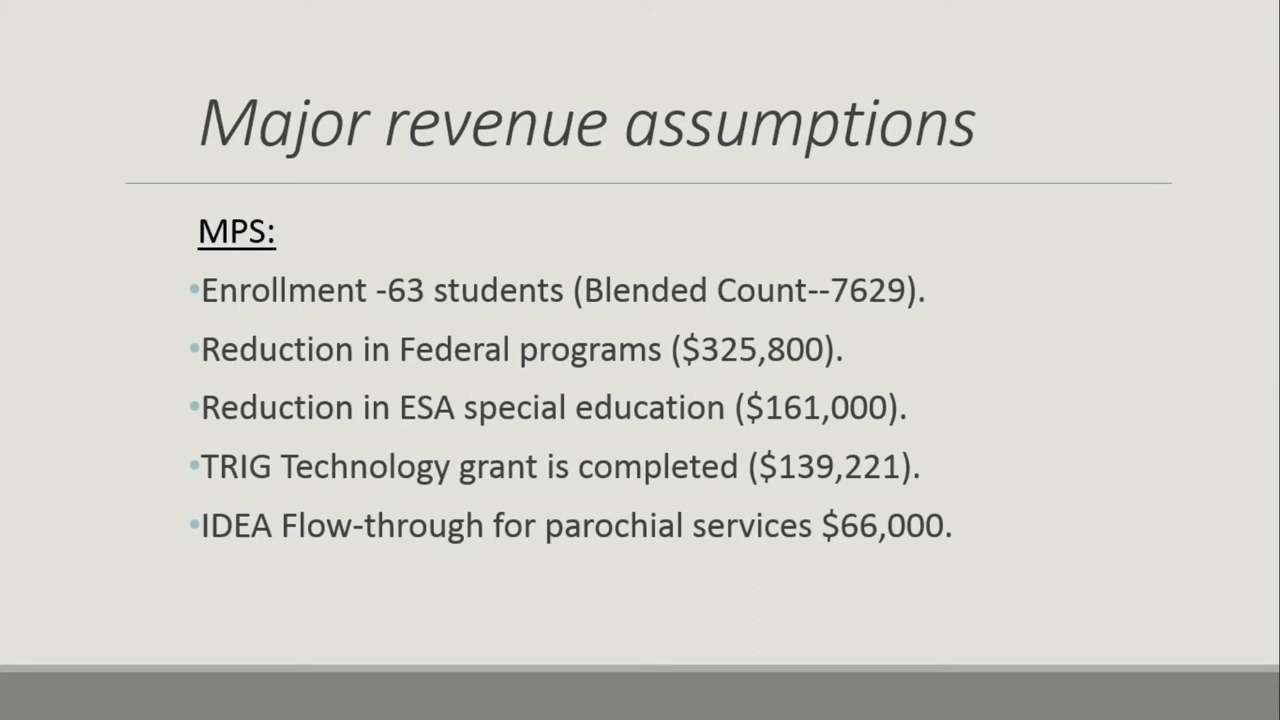 Major revenue assumptions
MPS:
•Enrollment -63 students (Blended Count--7629).
•Reduction in Federal programs ($325,800).
•Reduction in ESA special education ($161,000).
•TRIG Technology grant is completed ($139,221).
•IDEA Flow-through for parochial services $66,000.